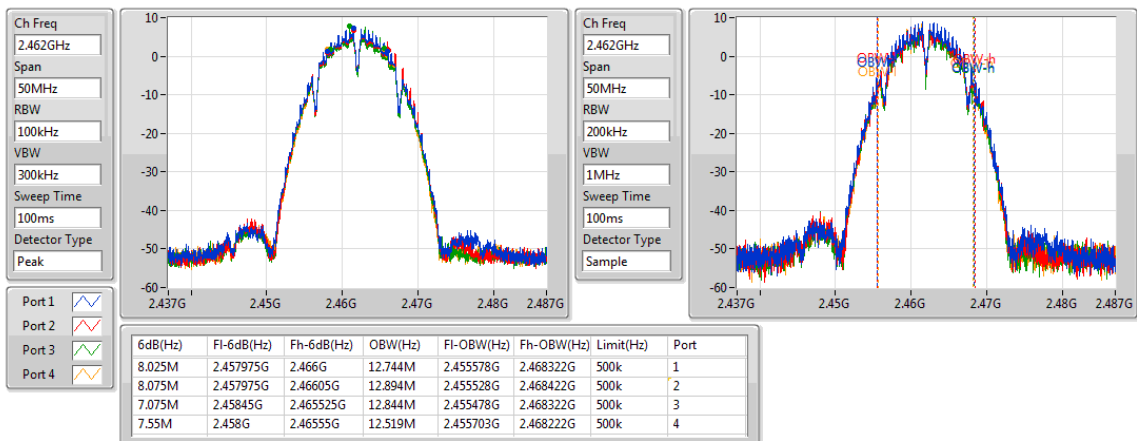 Ch Freq
2.462GHz
Span
50MHz
RBW
100kHz
VBW
300kHz
Sweep Time
100ms
Detector Type
Peak
10
0
-10
-20
-30
-40
-50
-60
2.437G 2.45G 2.46G 2.47G 2.48G 2.487G
Ch Freq
2.462GHz
Span
50MHz
RBW
200kHz
VBW
1MHz
Sweep Time
100ms
Detector Type
Sample
10
0
-10
-20
-30
-40
-50
-60
OBW-h
OBW-h
2.437G 2.45G 2.46G 2.47G 2.48G 2.487G
Port 1
Port 2
Port 3
Port 4
6dB(Hz) Fl-6dB(Hz) Fh-6dB(Hz) OBW(Hz) Fl-OBW(Hz) Fh-OBW(Hz) Limit(Hz) Port
8.025M 2.457975G 2.466G 12.744M 2.455578G 2.468322G 500k 1
8.075M 2.457975G 2.46605G 12.894M 2.455528G 2.468422G 500k 2
7.075M 2.45845G 2.465525G 12.844M 2.455478G 2.468322G 500k 3
7.55M 2.458G 2.46555G 12.519M 2.455703G 2.468222G 500k 4